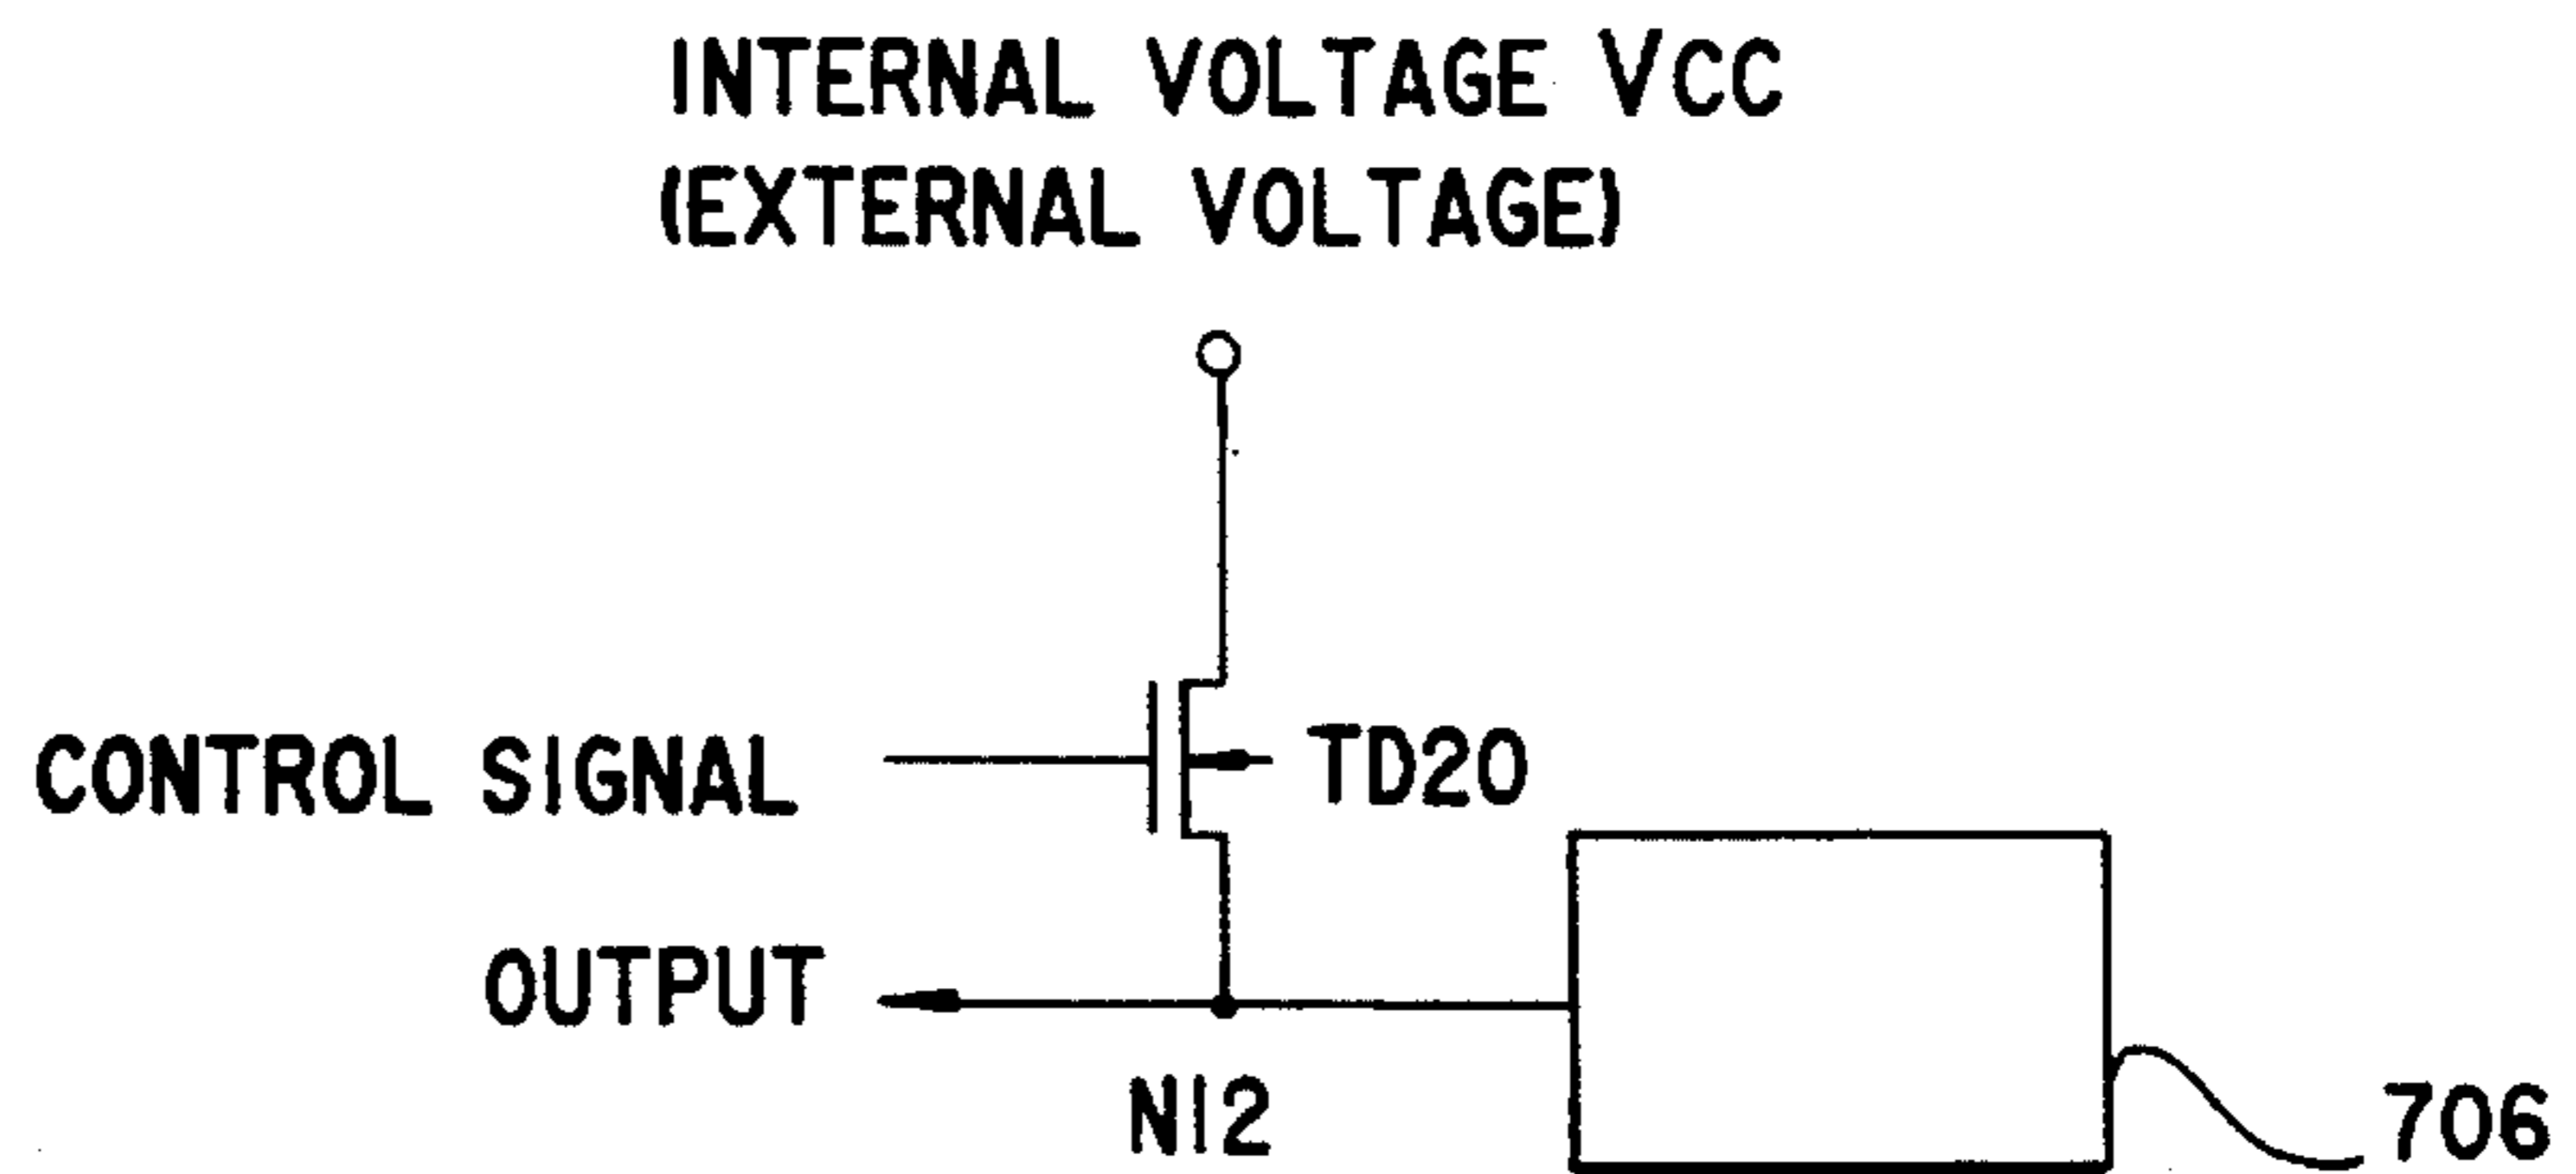 INTERNAL VOLTAGE VCC
(EXTERNAL VOLTAGE)
CONTROL SIGNAL
TD20
OUTPUT
N12
706